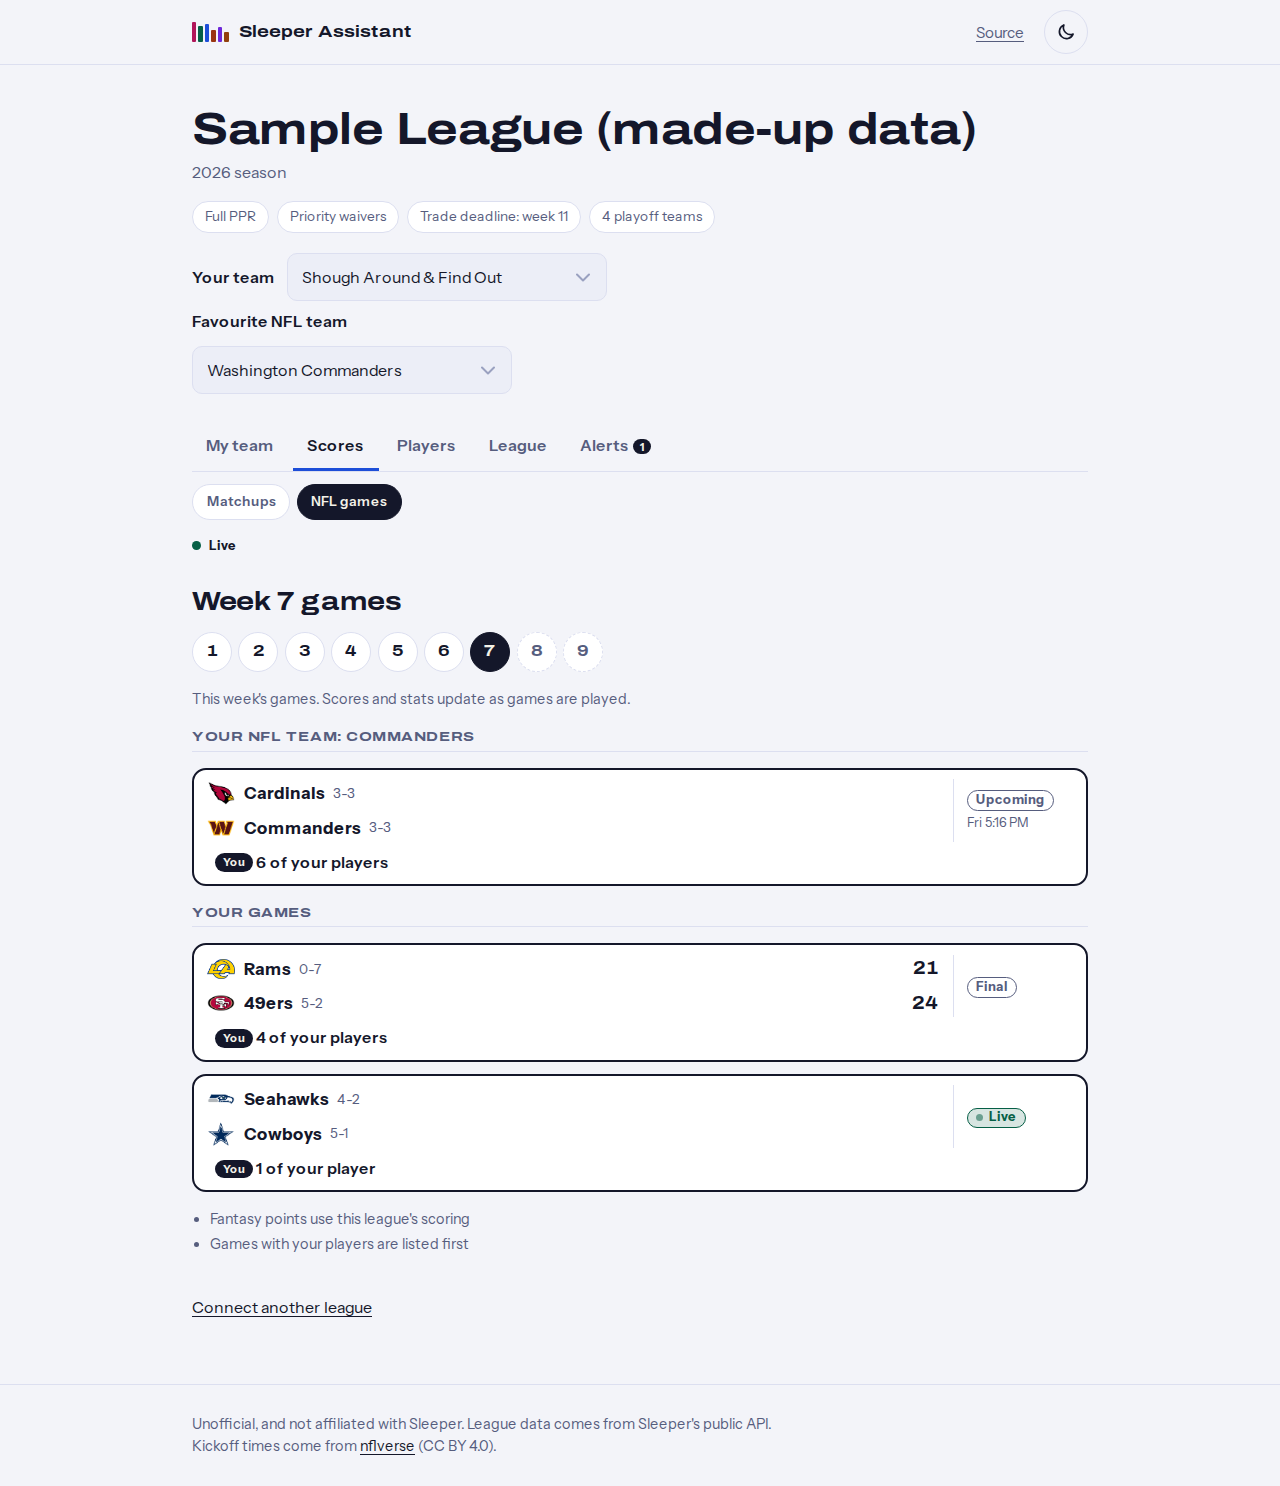 Sleeper Assistant
Source
Sample League (made-up data)
2026 season
Full PPR
Priority waivers
Trade deadline: week 11
4 playoff teams
Your team
Shough Around & Find Out
Favourite NFL team
Washington Commanders
My team
Scores
Players
League
Alerts 1
Matchups
NFL games
Live
Week 7 games
1 2 3 4 5 6 7 8 9
This week's games. Scores and stats update as games are played.
YOUR NFL TEAM: COMMANDERS
Cardinals 3-3
Upcoming
Commanders 3-3
Fri 5:16 PM
You 6 of your players
YOUR GAMES
Rams 0-7 21
Final
49ers 5-2 24
You 4 of your players
Seahawks 4-2
Live
Cowboys 5-1
You 1 of your player
Fantasy points use this league's scoring
Games with your players are listed first
Connect another league
Unofficial, and not affiliated with Sleeper. League data comes from Sleeper's public API.
Kickoff times come from nflverse (CC BY 4.0).